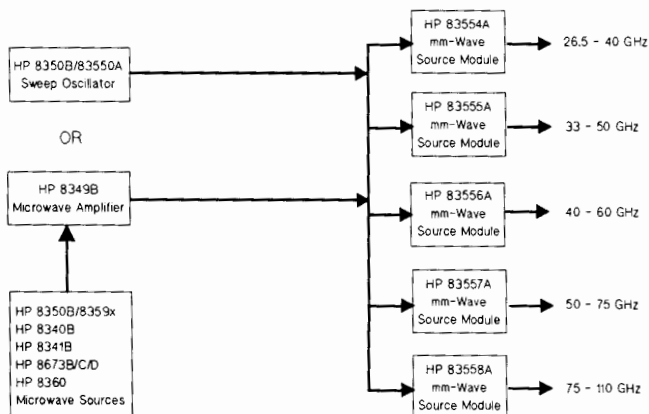 HP 8350B/83550A
Sweep Oscillator
OR
HP 8349B
Microwave Amplifier
HP 8350B/8359x
HP 8340B
HP 8341B
HP 8673B/C/D
HP 8360
Microwave Sources
HP 83554A
mm-Wave
Source Module
26.5 - 40 GHz
HP 83555A
mm-Wave
Source Module
33 - 50 GHz
HP 83556A
mm-Wave
Source Module
40 - 60 GHz
HP 83557A
mm-Wave
Source Module
50 - 75 GHz
HP 83558A
mm-Wave
Source Module
75 - 110 GHz